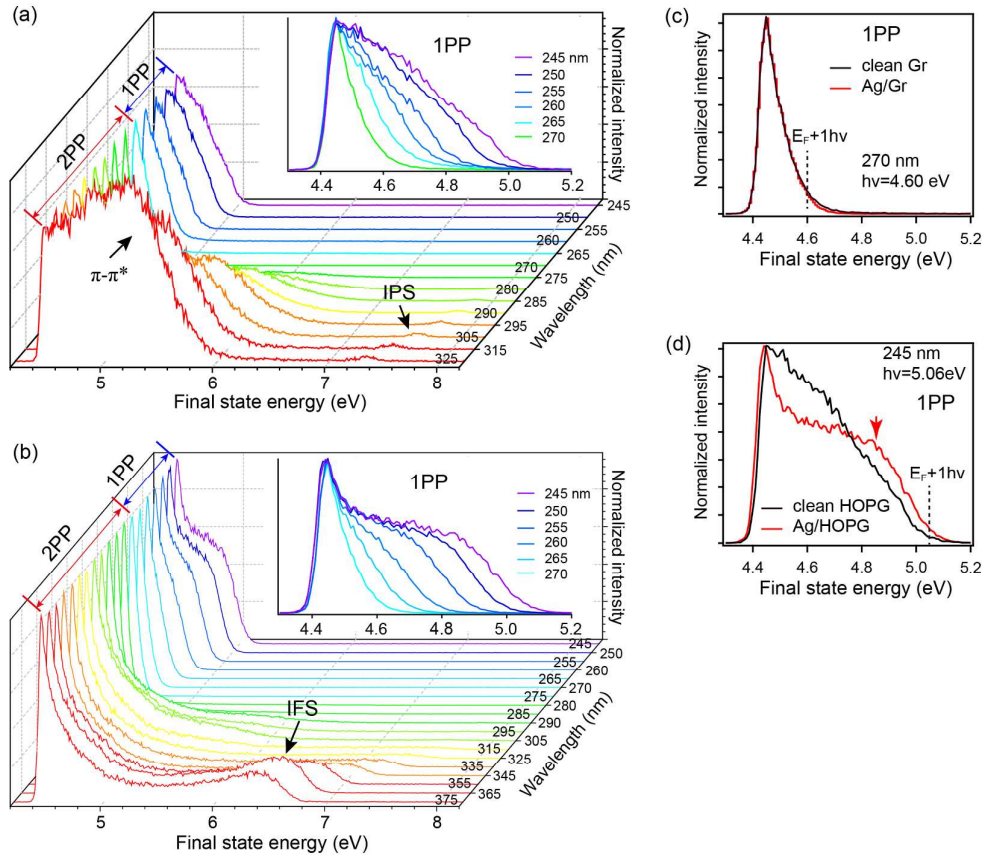 (a)
1PP
2PP
π-π*
IPS
1PP
245 nm
250
255
260
265
270
4.4 4.6 4.8 5.0 5.2
Normalized intensity
245
250
255
260
265
270
275
280
285
290
295
305
315
325
Wavelength (nm)
5 6 7 8
Final state energy (eV)
(b)
1PP
2PP
IFS
1PP
245 nm
250
255
260
265
270
4.4 4.6 4.8 5.0 5.2
Normalized intensity
245
250
255
260
265
270
275
280
285
290
295
305
315
325
335
345
355
365
375
Wavelength (nm)
5 6 7 8
Final state energy (eV)
(c)
Normalized intensity
1PP
clean Gr
Ag/Gr
EF+1hν
270 nm
hν=4.60 eV
4.4 4.6 4.8 5.0 5.2
Final state energy (eV)
(d)
Normalized intensity
245 nm
hν=5.06eV
1PP
EF+1hν
clean HOPG
Ag/HOPG
4.4 4.6 4.8 5.0 5.2
Final state energy (eV)